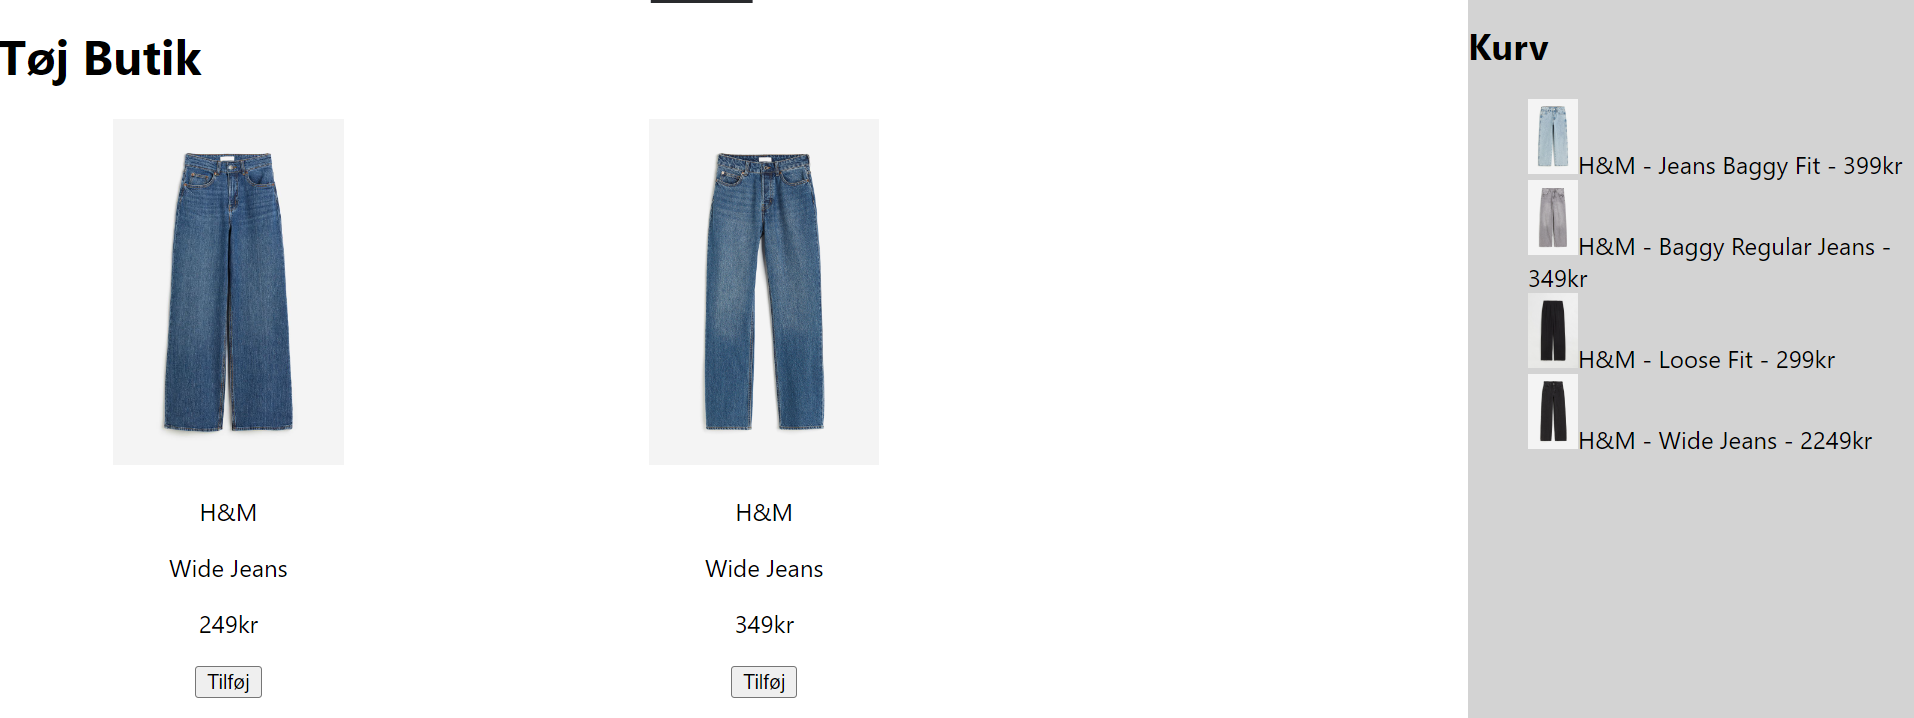 Tøj Butik
H&M
Wide Jeans
249kr
Tilføj
H&M
Wide Jeans
349kr
Tilføj
Kurv
H&M - Jeans Baggy Fit - 399kr
H&M - Baggy Regular Jeans -
349kr
H&M - Loose Fit - 299kr
H&M - Wide Jeans - 2249kr